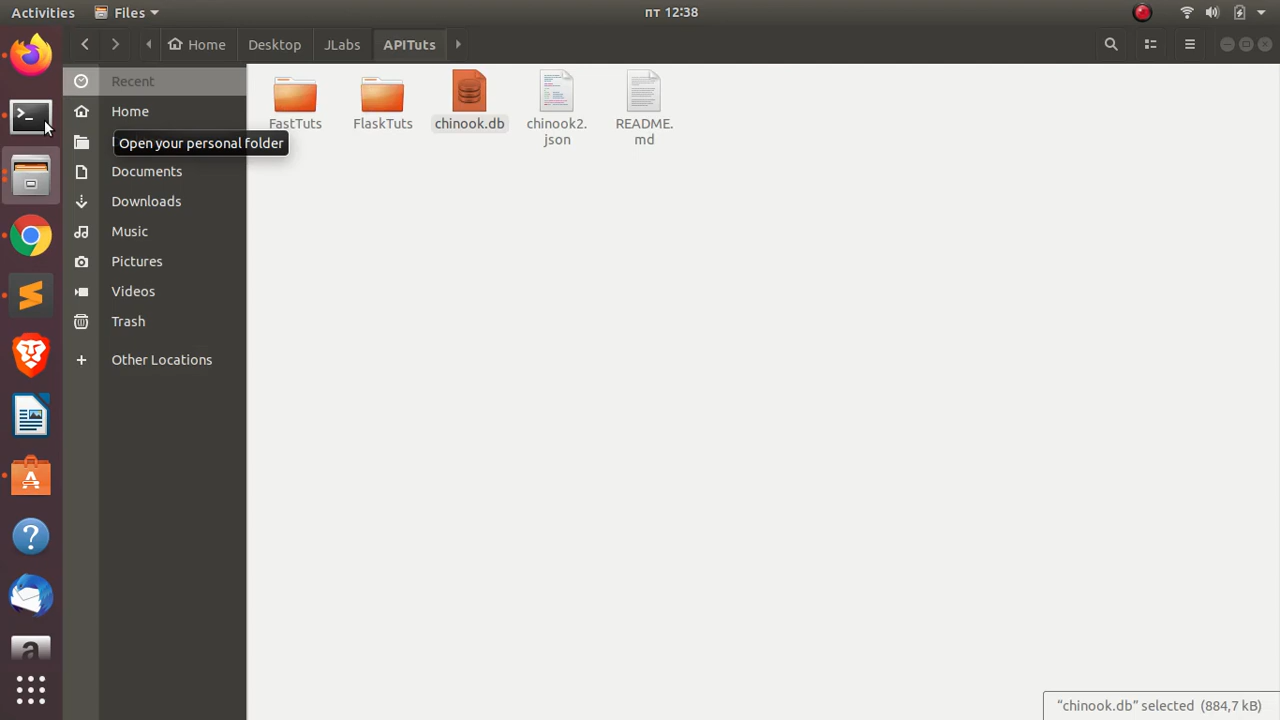 Activities
Files
пт 12:38
Home
Desktop
JLabs
APITuts
Recent
Home
Open your personal folder
Documents
Downloads
Music
Pictures
Videos
Trash
Other Locations
FastTuts
FlaskTuts
chinook.db
chinook2.
json
README.
md
“chinook.db” selected (884,7 kB)